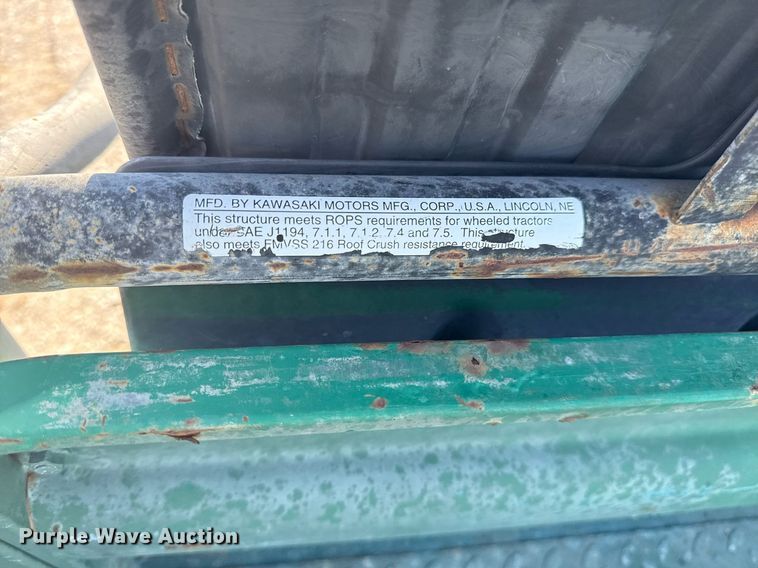 MFD. BY KAWASAKI MOTORS MFG., CORP., U.S.A., LINCOLN, NE
This structure meets ROPS requirements for wheeled tractors
under SAE J1194, 7.1.1, 7.1.2, 7.4 and 7.5. This structure
also meets FMVSS 216 Roof Crush resistance requirement.
Purple Wave Auction